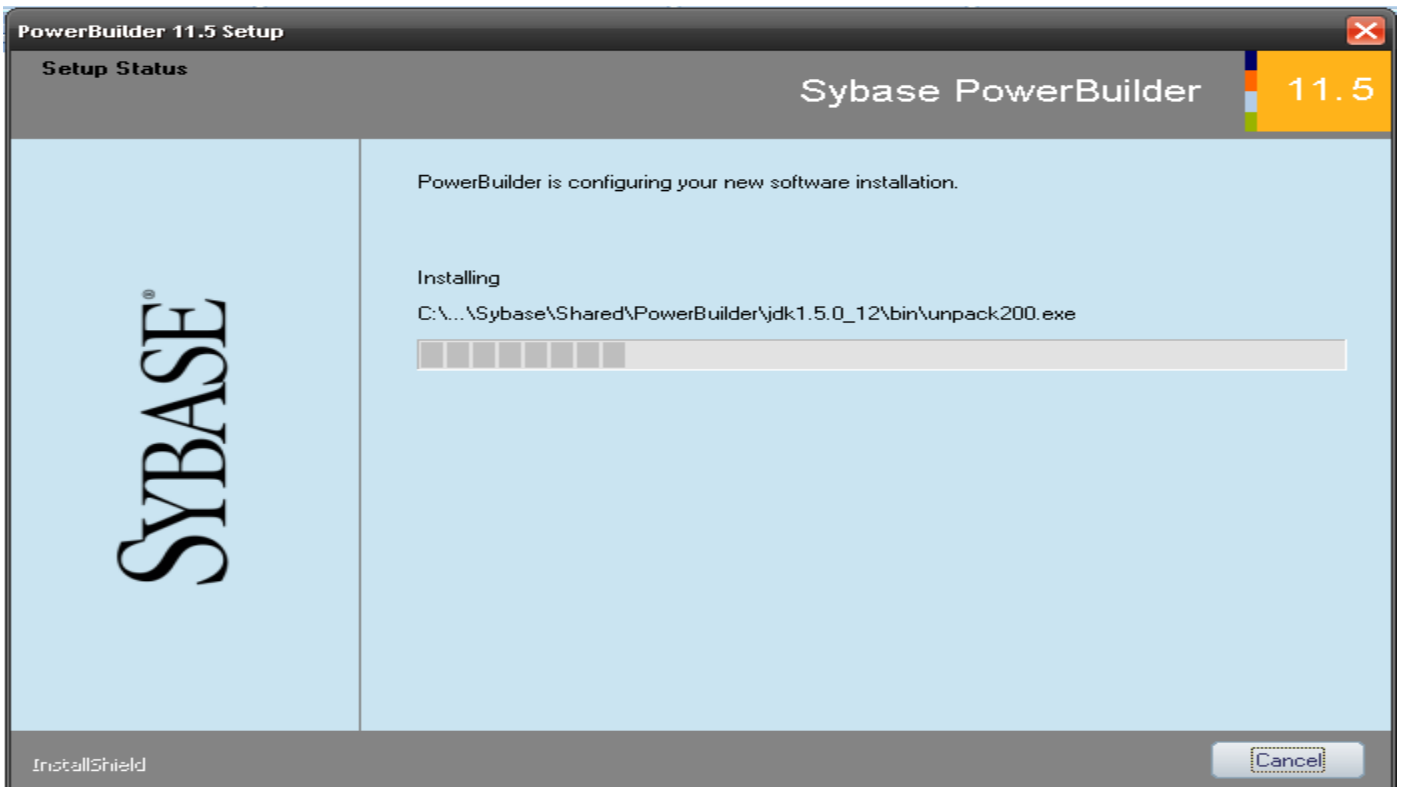 PowerBuilder 11.5 Setup
Setup Status
Sybase PowerBuilder 11.5
PowerBuilder is configuring your new software installation.
Installing
C:\...\Sybase\Shared\PowerBuilder\jdk1.5.0_12\bin\unpack200.exe
SYBASE®
InstallShield
Cancel